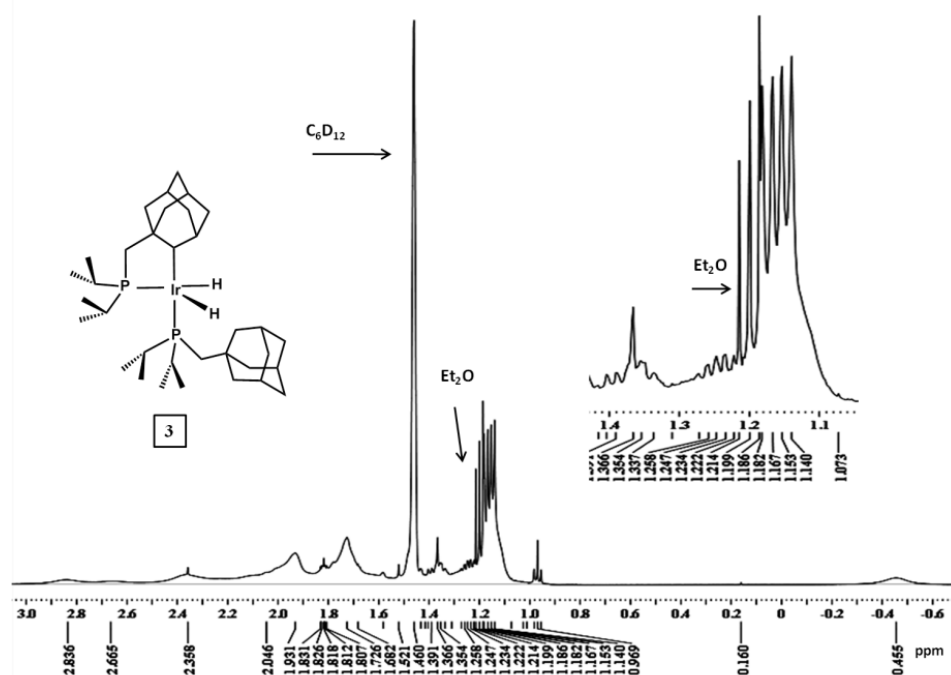 C₆D₁₂
Et₂O
1.4 1.3 1.2 1.1
1.366 1.354 1.337 1.258 1.247 1.234 1.222 1.214 1.199 1.186 1.182 1.167 1.153 1.140 1.073
P Ir H
H
P
3
Et₂O
3.0 2.8 2.6 2.4 2.2 2.0 1.8 1.6 1.4 1.2 1.0 0.8 0.6 0.4 0.2 0.0 -0.2 -0.4 -0.6
2.836 2.665 2.358 2.046 1.931 1.831 1.826 1.818 1.812 1.807 1.726 1.682 1.521 1.460 1.391 1.366 1.354 1.258 1.247 1.234 1.222 1.214 1.199 1.186 1.182 1.167 1.153 1.140 0.969 0.160 0.455 ppm